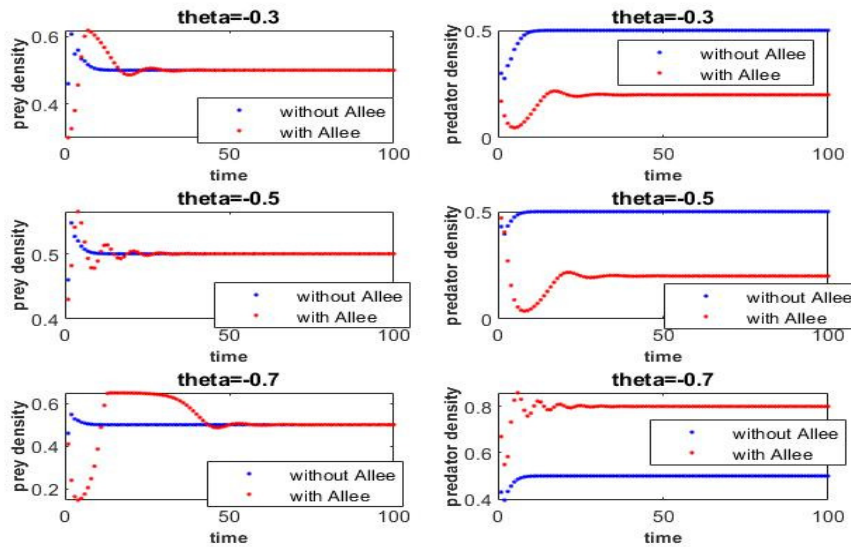 theta=-0.3
prey density
0.6
0.4
without Allee
with Allee
0
50
100
time
theta=-0.3
predator density
0.5
0
without Allee
with Allee
0
50
100
time
theta=-0.5
prey density
0.5
0.4
without Allee
with Allee
0
50
100
time
theta=-0.5
predator density
0.5
0
without Allee
with Allee
0
50
100
time
theta=-0.7
prey density
0.6
0.4
0.2
without Allee
with Allee
0
50
100
time
theta=-0.7
predator density
0.8
0.6
0.4
without Allee
with Allee
0
50
100
time